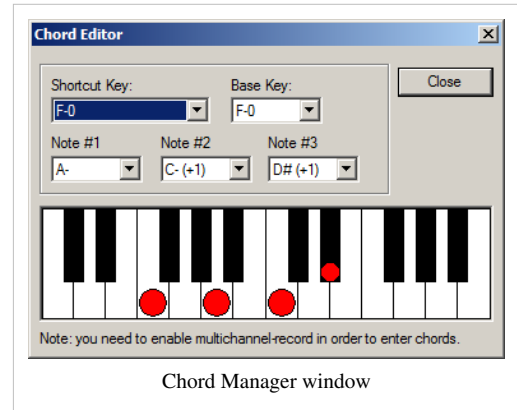 Chord Editor
Shortcut Key: Base Key: Close
F-0 F-0
Note #1 Note #2 Note #3
A- C- (+1) D# (+1)
Note: you need to enable multichannel-record in order to enter chords.
Chord Manager window